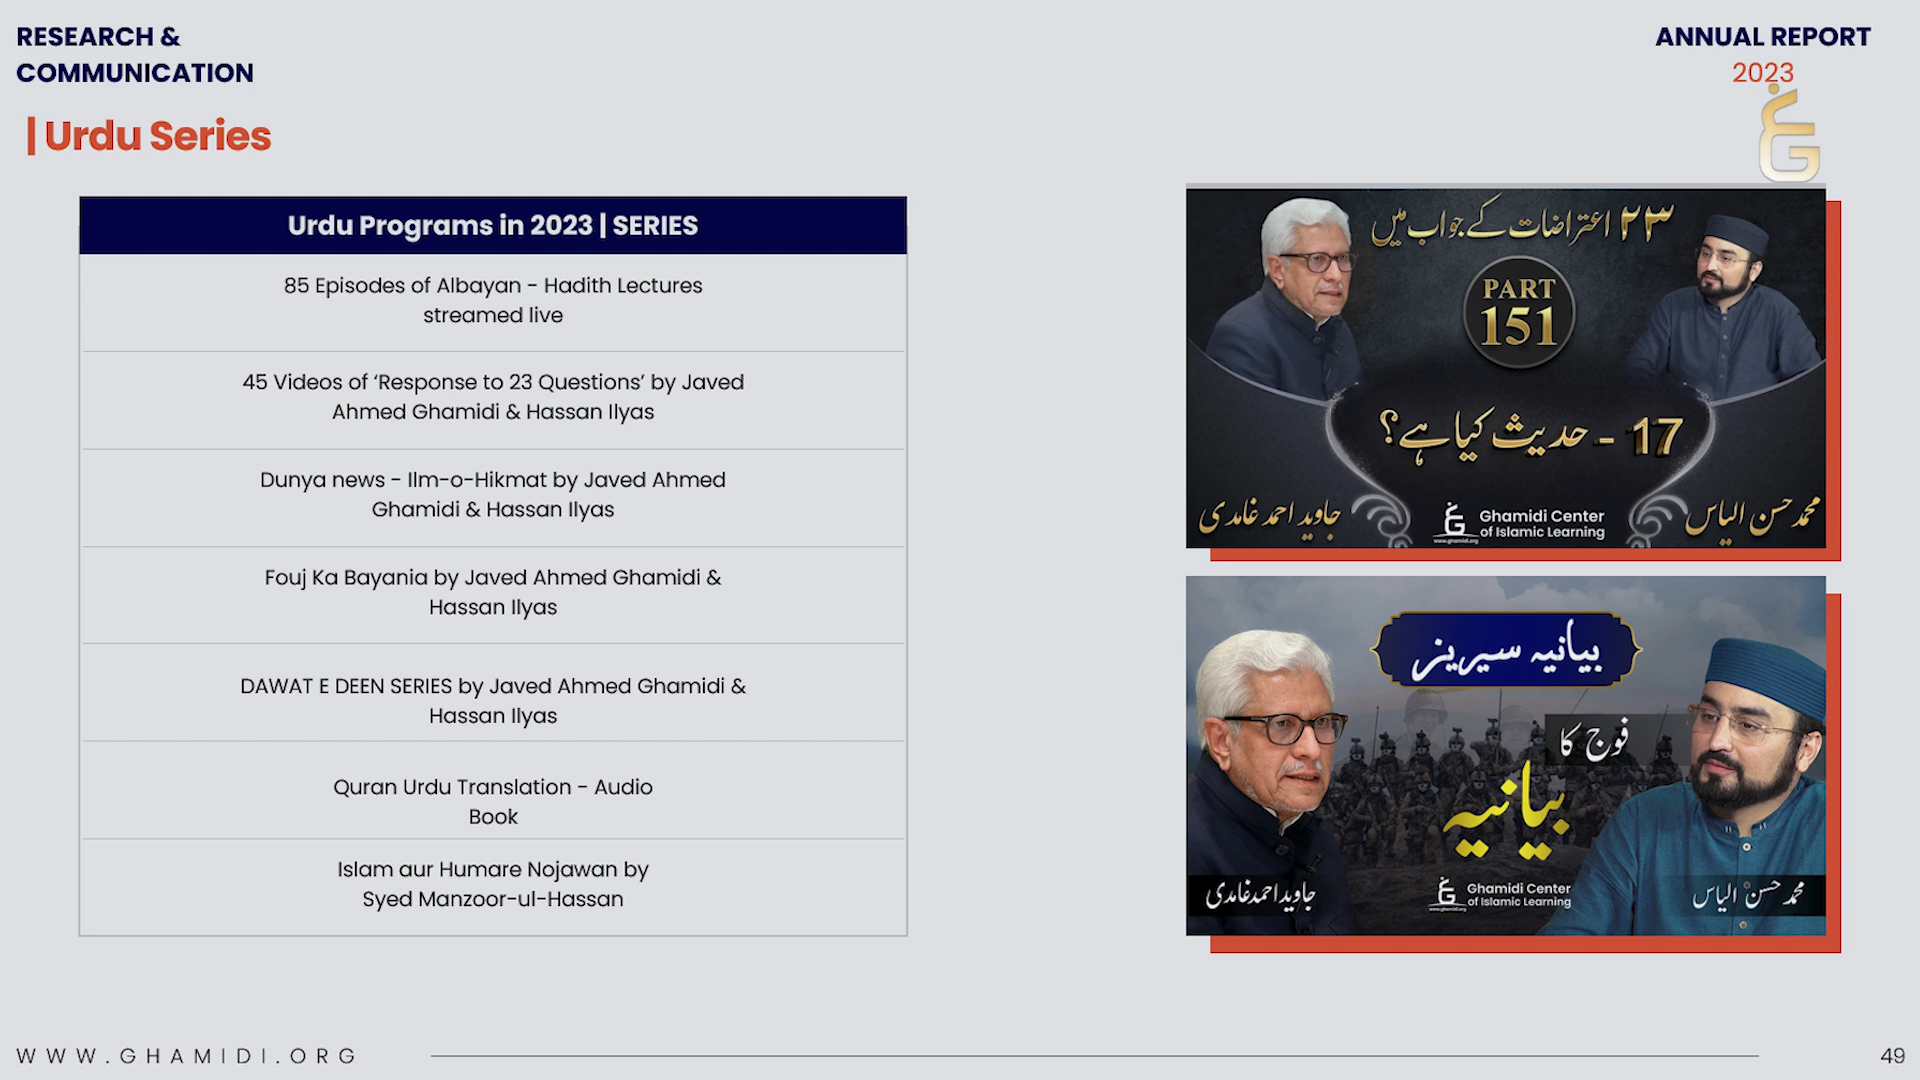 RESEARCH &
COMMUNICATION
ANNUAL REPORT
2023
| Urdu Series
Urdu Programs in 2023 | SERIES
85 Episodes of Albayan - Hadith Lectures
streamed live
45 Videos of ‘Response to 23 Questions’ by Javed
Ahmed Ghamidi & Hassan Ilyas
Dunya news - Ilm-o-Hikmat by Javed Ahmed
Ghamidi & Hassan Ilyas
Fouj Ka Bayania by Javed Ahmed Ghamidi &
Hassan Ilyas
DAWAT E DEEN SERIES by Javed Ahmed Ghamidi &
Hassan Ilyas
Quran Urdu Translation - Audio
Book
Islam aur Humare Nojawan by
Syed Manzoor-ul-Hassan
۲۳ اعتراضات کے جواب میں
PART
151
17 - حدیث کیا ہے؟
محمد حسن الیاس
Ghamidi Center
of Islamic Learning
www.ghamidi.org
جاوید احمد غامدی
بیانیہ سیریز
فوج کا
بیانیہ
محمد حسن الیاس
Ghamidi Center
of Islamic Learning
www.ghamidi.org
جاوید احمد غامدی
WWW.GHAMIDI.ORG
49